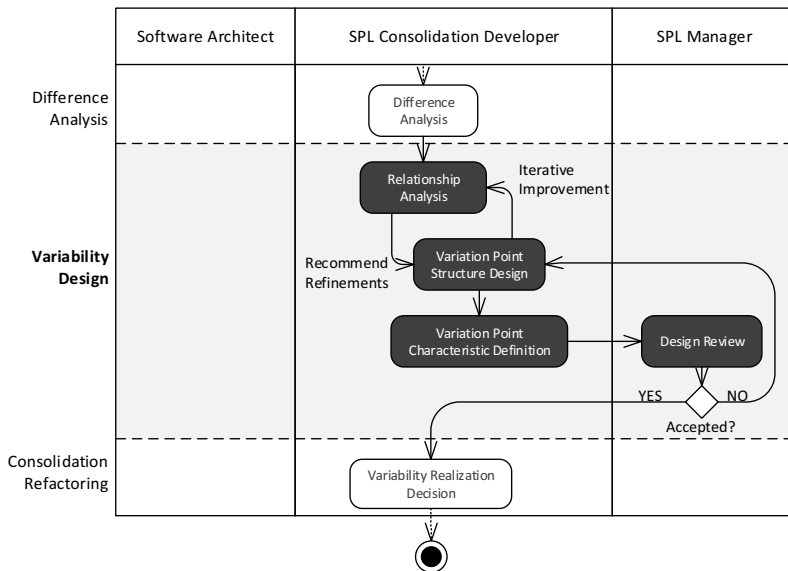 Software Architect
SPL Consolidation Developer
SPL Manager
Difference
Analysis
Difference
Analysis
Variability
Design
Relationship
Analysis
Iterative
Improvement
Recommend
Refinements
Variation Point
Structure Design
Variation Point
Characteristic Definition
Design Review
YES
NO
Accepted?
Consolidation
Refactoring
Variability Realization
Decision